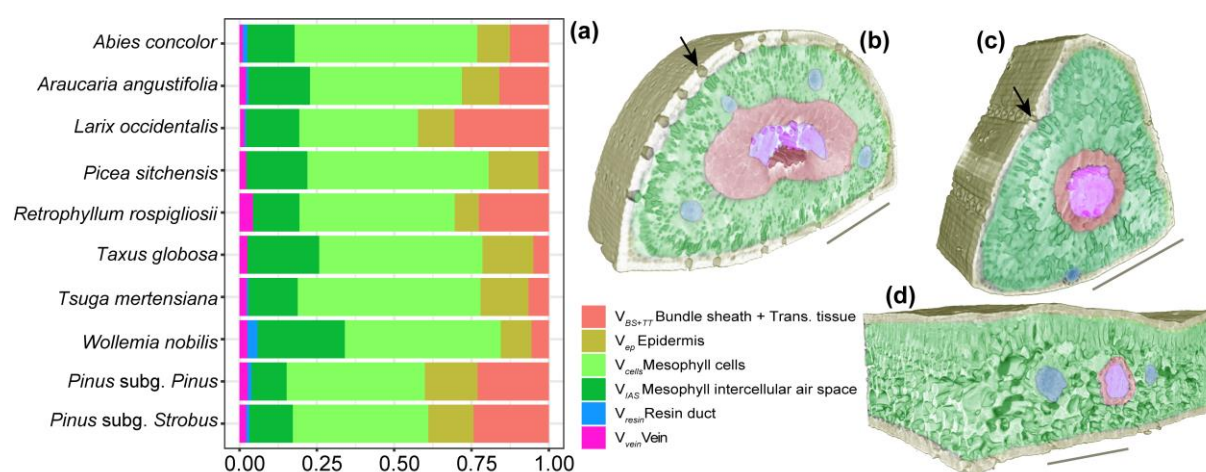 (a)
Abies concolor
Araucaria angustifolia
Larix occidentalis
Picea sitchensis
Retrophyllum rospigliosii
Taxus globosa
Tsuga mertensiana
Wollemia nobilis
Pinus subg. Pinus
Pinus subg. Strobus
0.00 0.25 0.50 0.75 1.00
V_BS+TT Bundle sheath + Trans. tissue
V_ep Epidermis
V_cells Mesophyll cells
V_IAS Mesophyll intercellular air space
V_resin Resin duct
V_vein Vein
(b)
(c)
(d)